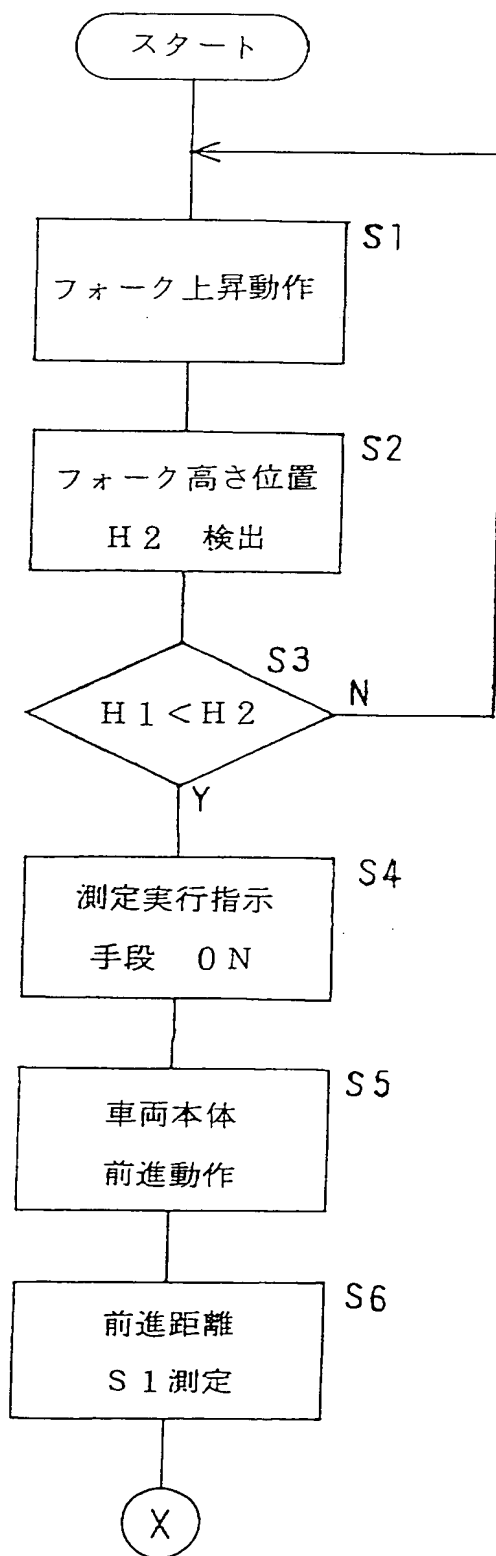 スタート
S1
フォーク上昇動作
S2
フォーク高さ位置
H2 検出
S3
H1<H2
N
Y
S4
測定実行指示
手段 ON
S5
車両本体
前進動作
S6
前進距離
S1測定
X